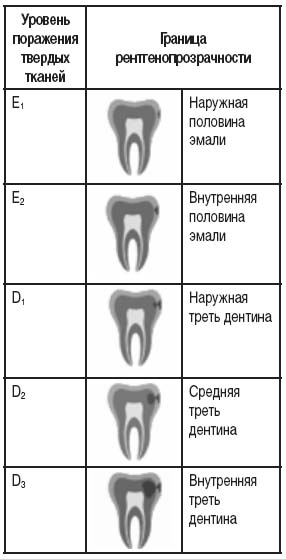 Уровень
поражения
твердых
тканей
Граница
рентгенопрозрачности
E1
Наружная
половина
эмали
E2
Внутренняя
половина
эмали
D1
Наружная
треть дентина
D2
Средняя
треть
дентина
D3
Внутренняя
треть
дентина